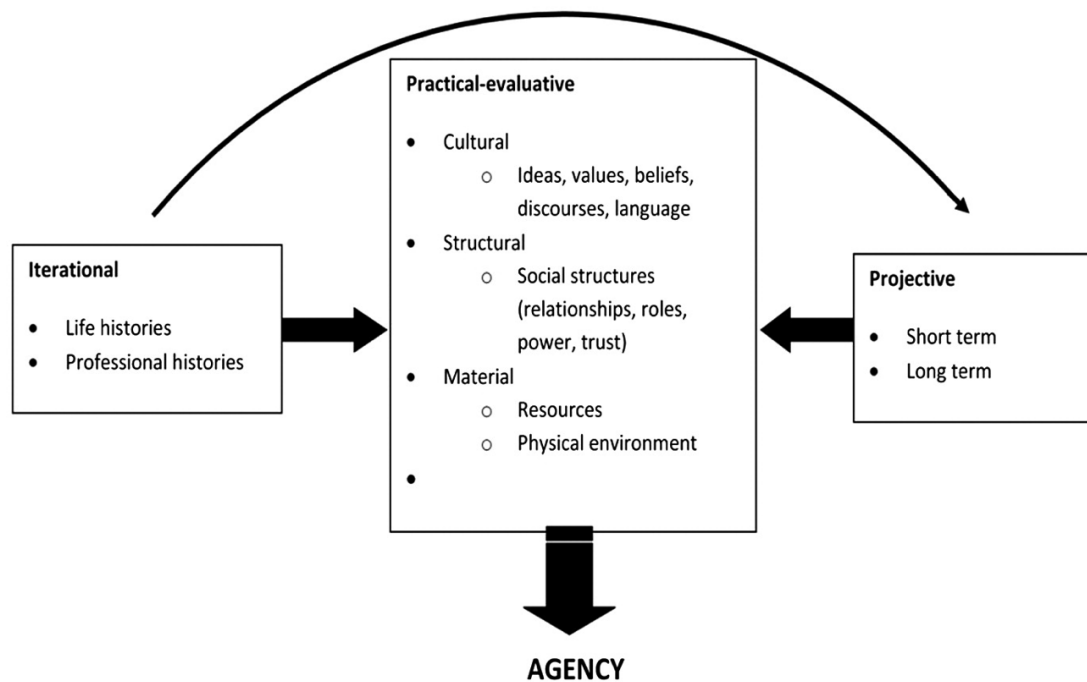 Practical-evaluative
• Cultural
○ Ideas, values, beliefs,
discourses, language
• Structural
○ Social structures
(relationships, roles,
power, trust)
• Material
○ Resources
○ Physical environment
•
Iterational
• Life histories
• Professional histories
Projective
• Short term
• Long term
AGENCY